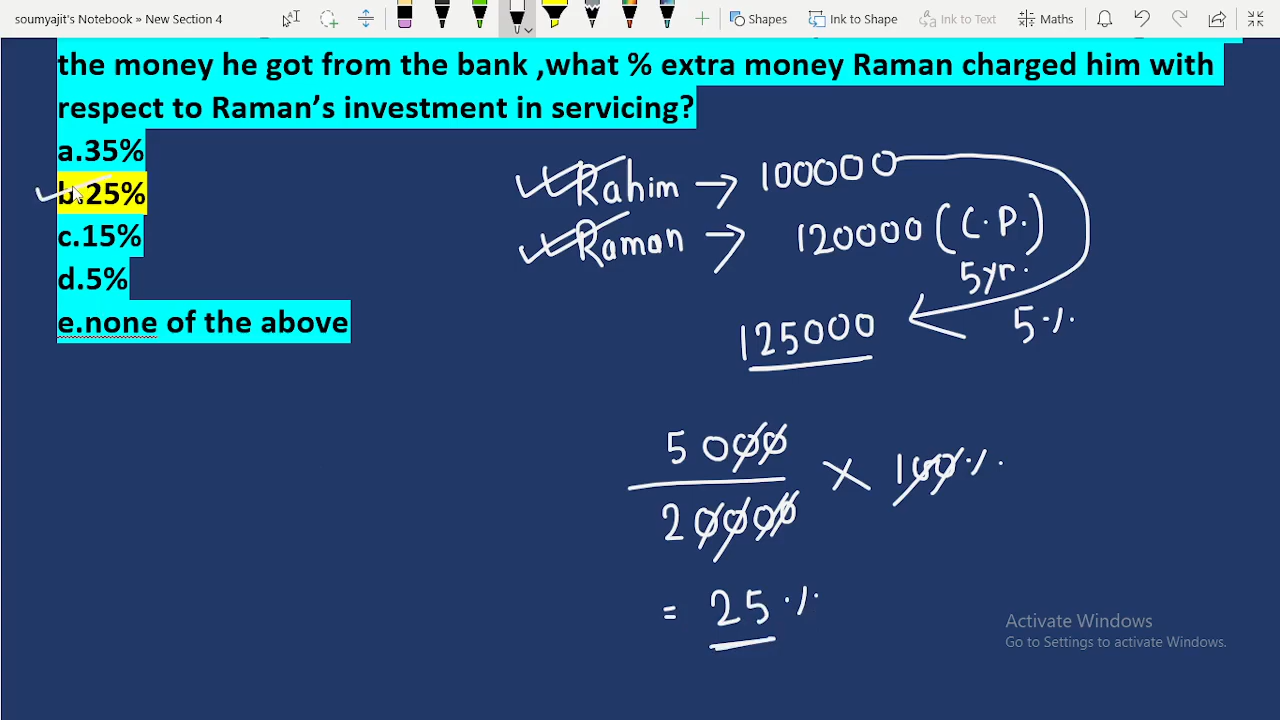 soumyajit's Notebook » New Section 4
Shapes
Ink to Shape
Ink to Text
Maths
the money he got from the bank ,what % extra money Raman charged him with
respect to Raman’s investment in servicing?
a.35%
b.25%
c.15%
d.5%
e.none of the above
Rahim → 100000
Raman → 120000 (C.P.)
5yr.
5%
125000
5000
20000
× 100%
= 25%
Activate Windows
Go to Settings to activate Windows.